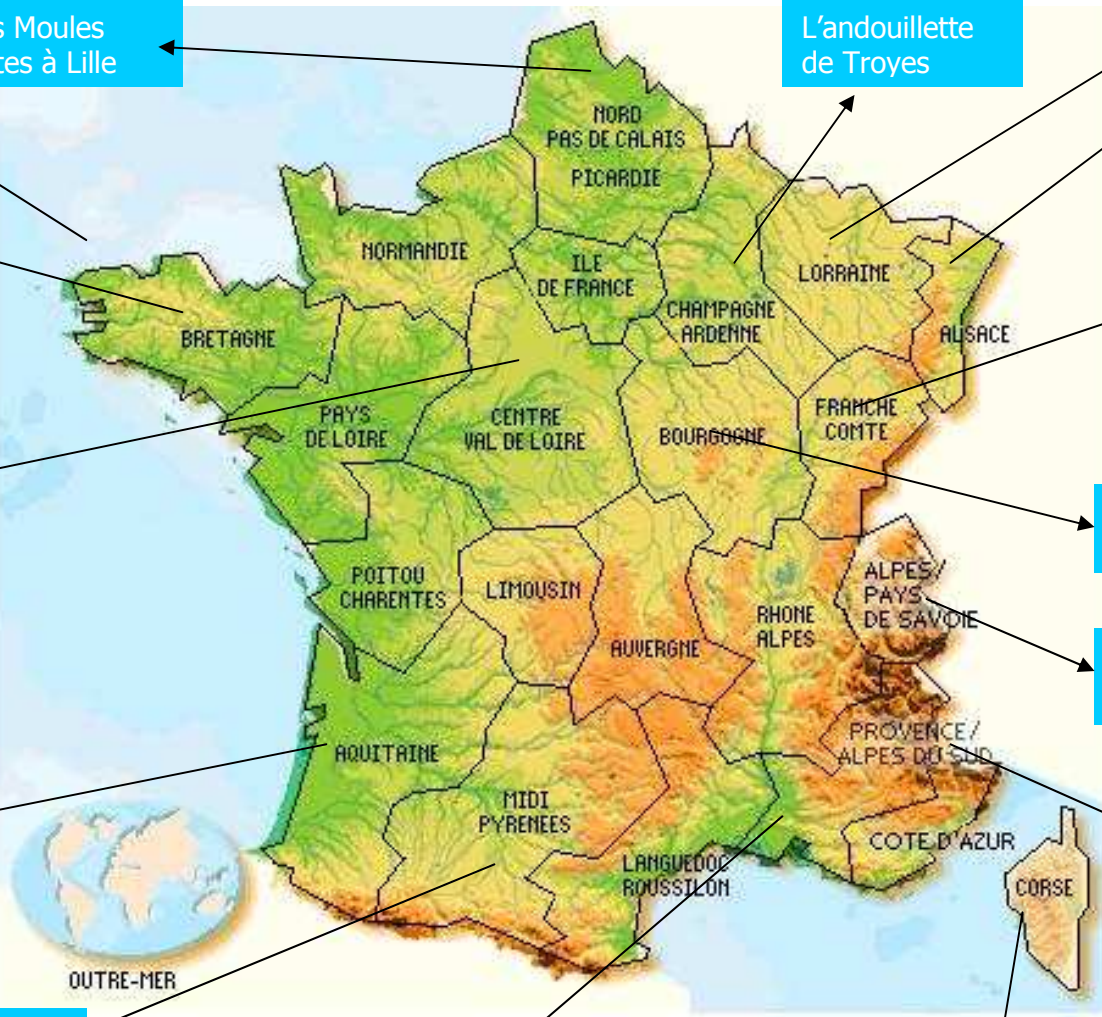 s Moules
tes à Lille
L'andouillette
de Troyes
NORD
PAS DE CALAIS
PICARDIE
NORMANDIE
ILE
DE FRANCE
LORRAINE
CHAMPAGNE
ARDENNE
ALSACE
BRETAGNE
PAYS
DE LOIRE
CENTRE
VAL DE LOIRE
BOURGOGNE
FRANCHE
COMTE
POITOU
CHARENTES
LIMOUSIN
AUVERGNE
RHONE
ALPES
ALPES/
PAYS
DE SAVOIE
AQUITAINE
PROVENCE/
ALPES DU SUD
MIDI
PYRENEES
LANGUEDOC
ROUSSILON
COTE D'AZUR
CORSE
OUTRE-MER